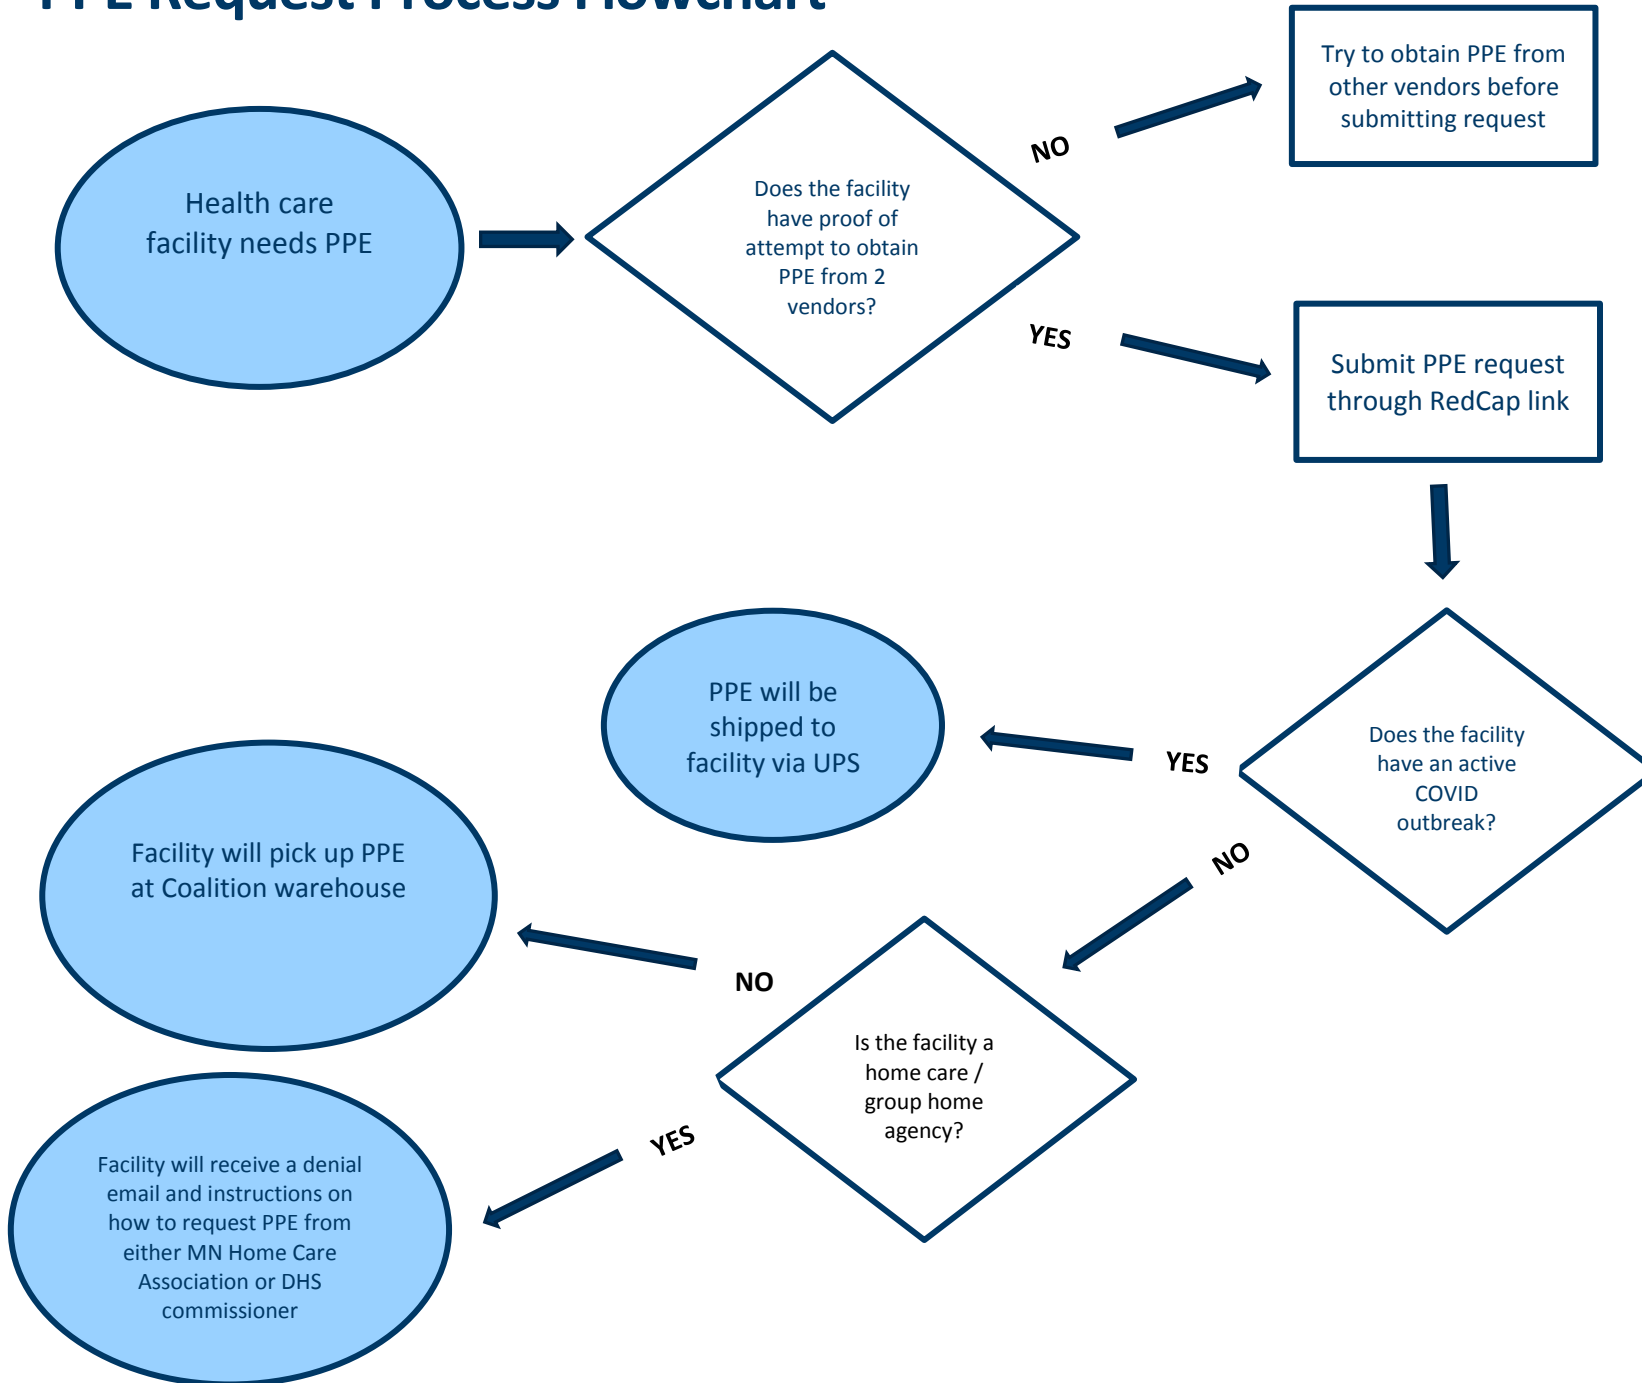 PPE Request Process Flowchart
Health care
facility needs PPE
Does the facility
have proof of
attempt to obtain
PPE from 2
vendors?
NO
Try to obtain PPE from
other vendors before
submitting request
YES
Submit PPE request
through RedCap link
Does the facility
have an active
COVID
outbreak?
YES
PPE will be
shipped to
facility via UPS
NO
Is the facility a
home care /
group home
agency?
NO
Facility will pick up PPE
at Coalition warehouse
YES
Facility will receive a denial
email and instructions on
how to request PPE from
either MN Home Care
Association or DHS
commissioner